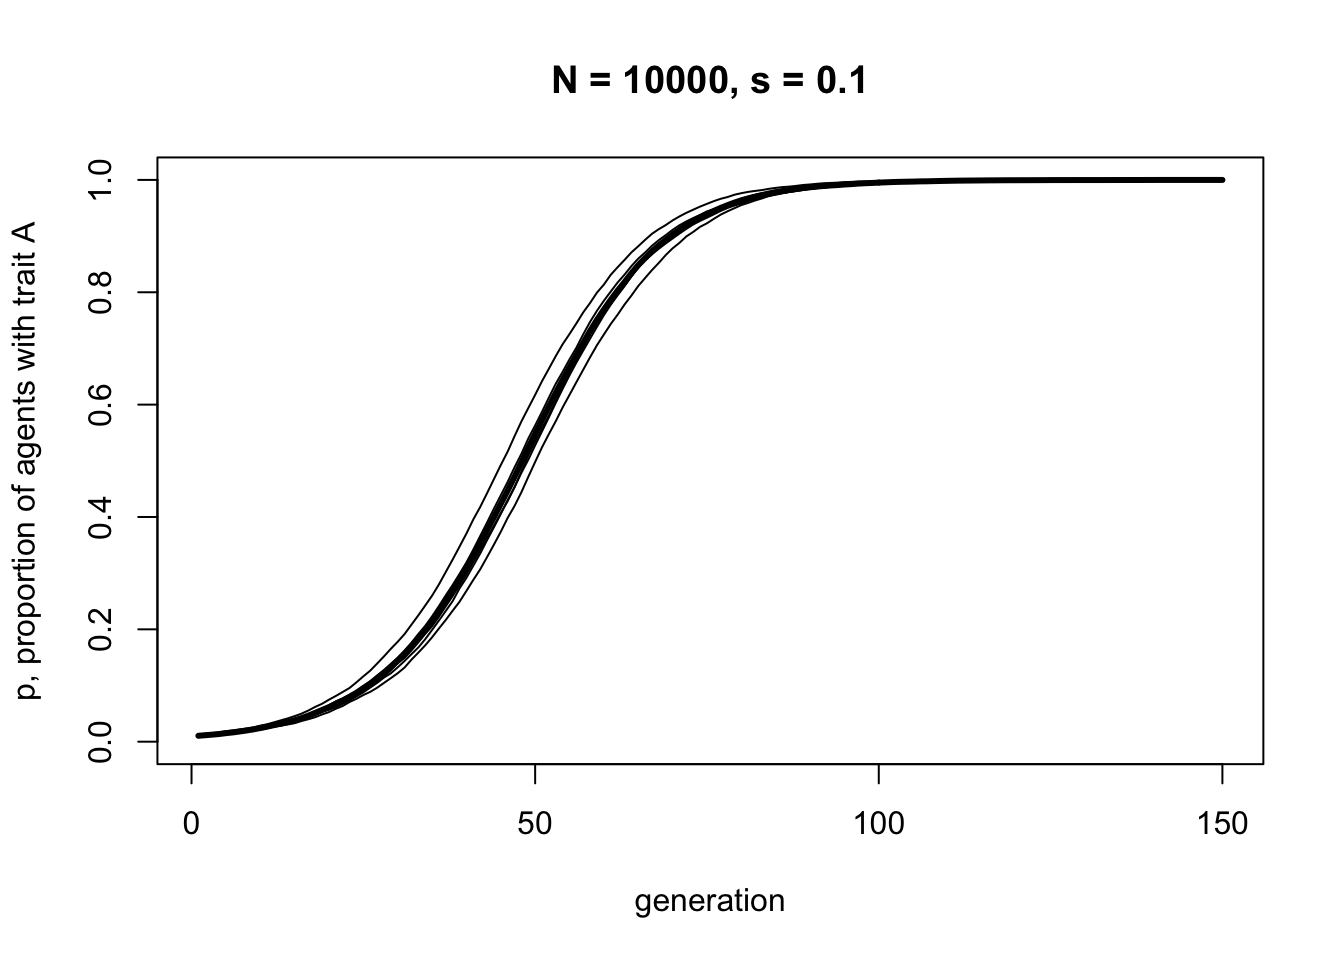 N = 10000, s = 0.1
p, proportion of agents with trait A
1.0
0.8
0.6
0.4
0.2
0.0
0 50 100 150
generation